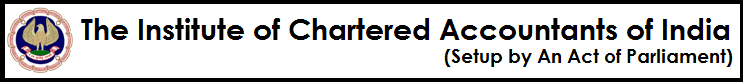 The Institute of Chartered Accountants of India
(Setup by An Act of Parliament)